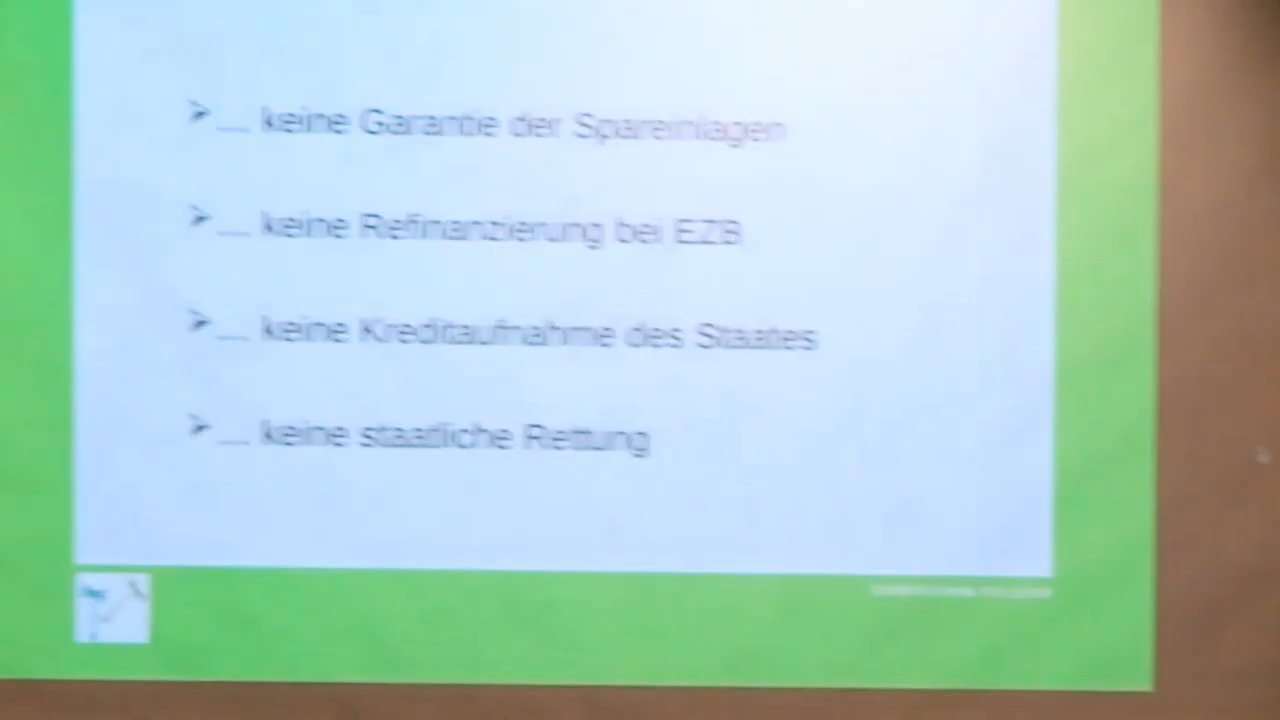 ... keine Garantie der Spareinlagen
... keine Refinanzierung bei EZB
... keine Kreditaufnahme des Staates
... keine staatliche Rettung